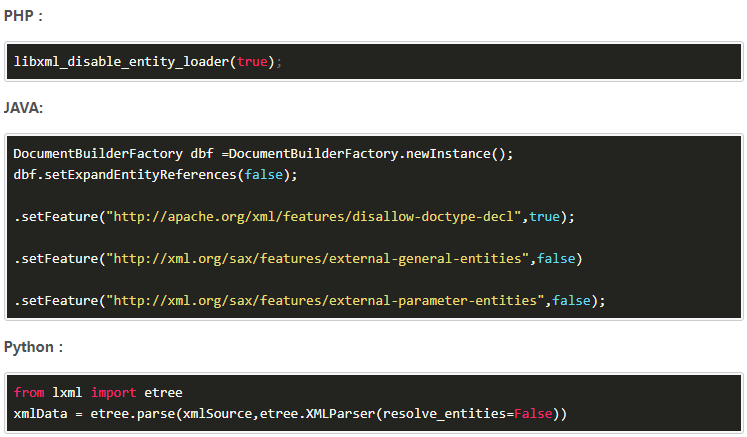 PHP :
libxml_disable_entity_loader(true);
JAVA:
DocumentBuilderFactory dbf =DocumentBuilderFactory.newInstance();
dbf.setExpandEntityReferences(false);
.setFeature("http://apache.org/xml/features/disallow-doctype-decl",true);
.setFeature("http://xml.org/sax/features/external-general-entities",false)
.setFeature("http://xml.org/sax/features/external-parameter-entities",false);
Python :
from lxml import etree
xmlData = etree.parse(xmlSource,etree.XMLParser(resolve_entities=False))